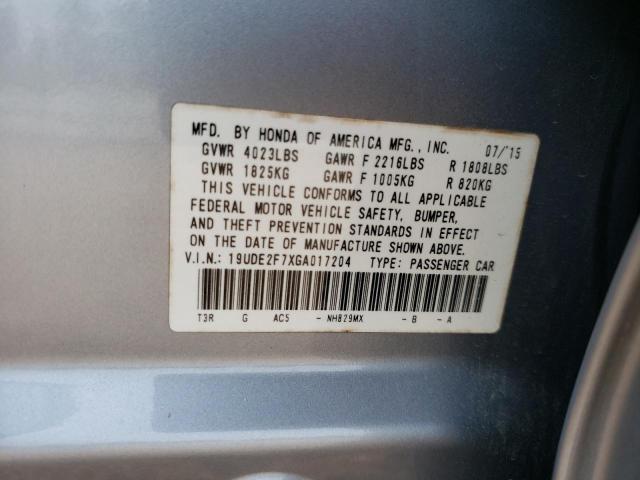 MFD. BY HONDA OF AMERICA MFG., INC. 07/'15
GVWR 4023LBS GAWR F 2216LBS R 1808LBS
GVWR 1825KG GAWR F 1005KG R 820KG
THIS VEHICLE CONFORMS TO ALL APPLICABLE
FEDERAL MOTOR VEHICLE SAFETY, BUMPER,
AND THEFT PREVENTION STANDARDS IN EFFECT
ON THE DATE OF MANUFACTURE SHOWN ABOVE.
V.I.N.: 19UDE2F7XGA017204 TYPE: PASSENGER CAR
T3R G AC5 - NH829MX - B - A